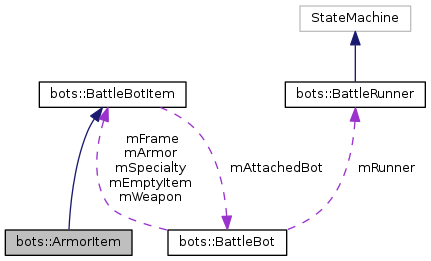 StateMachine
bots::BattleBotItem
bots::BattleRunner
mFrame
mArmor
mSpecialty
mEmptyItem
mWeapon
mAttachedBot
mRunner
bots::ArmorItem
bots::BattleBot